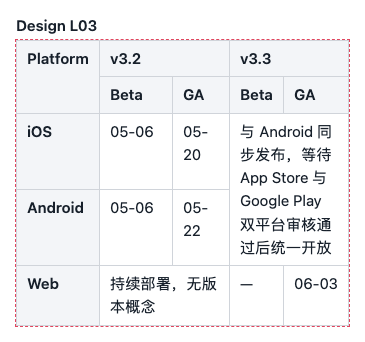 Design L03
Platform v3.2 v3.3
Beta GA Beta GA
iOS 05-06 05-20
与 Android 同
步发布，等待
App Store 与
Google Play
双平台审核通
过后统一开放
Android 05-06 05-22
Web 持续部署，无版
本概念
— 06-03